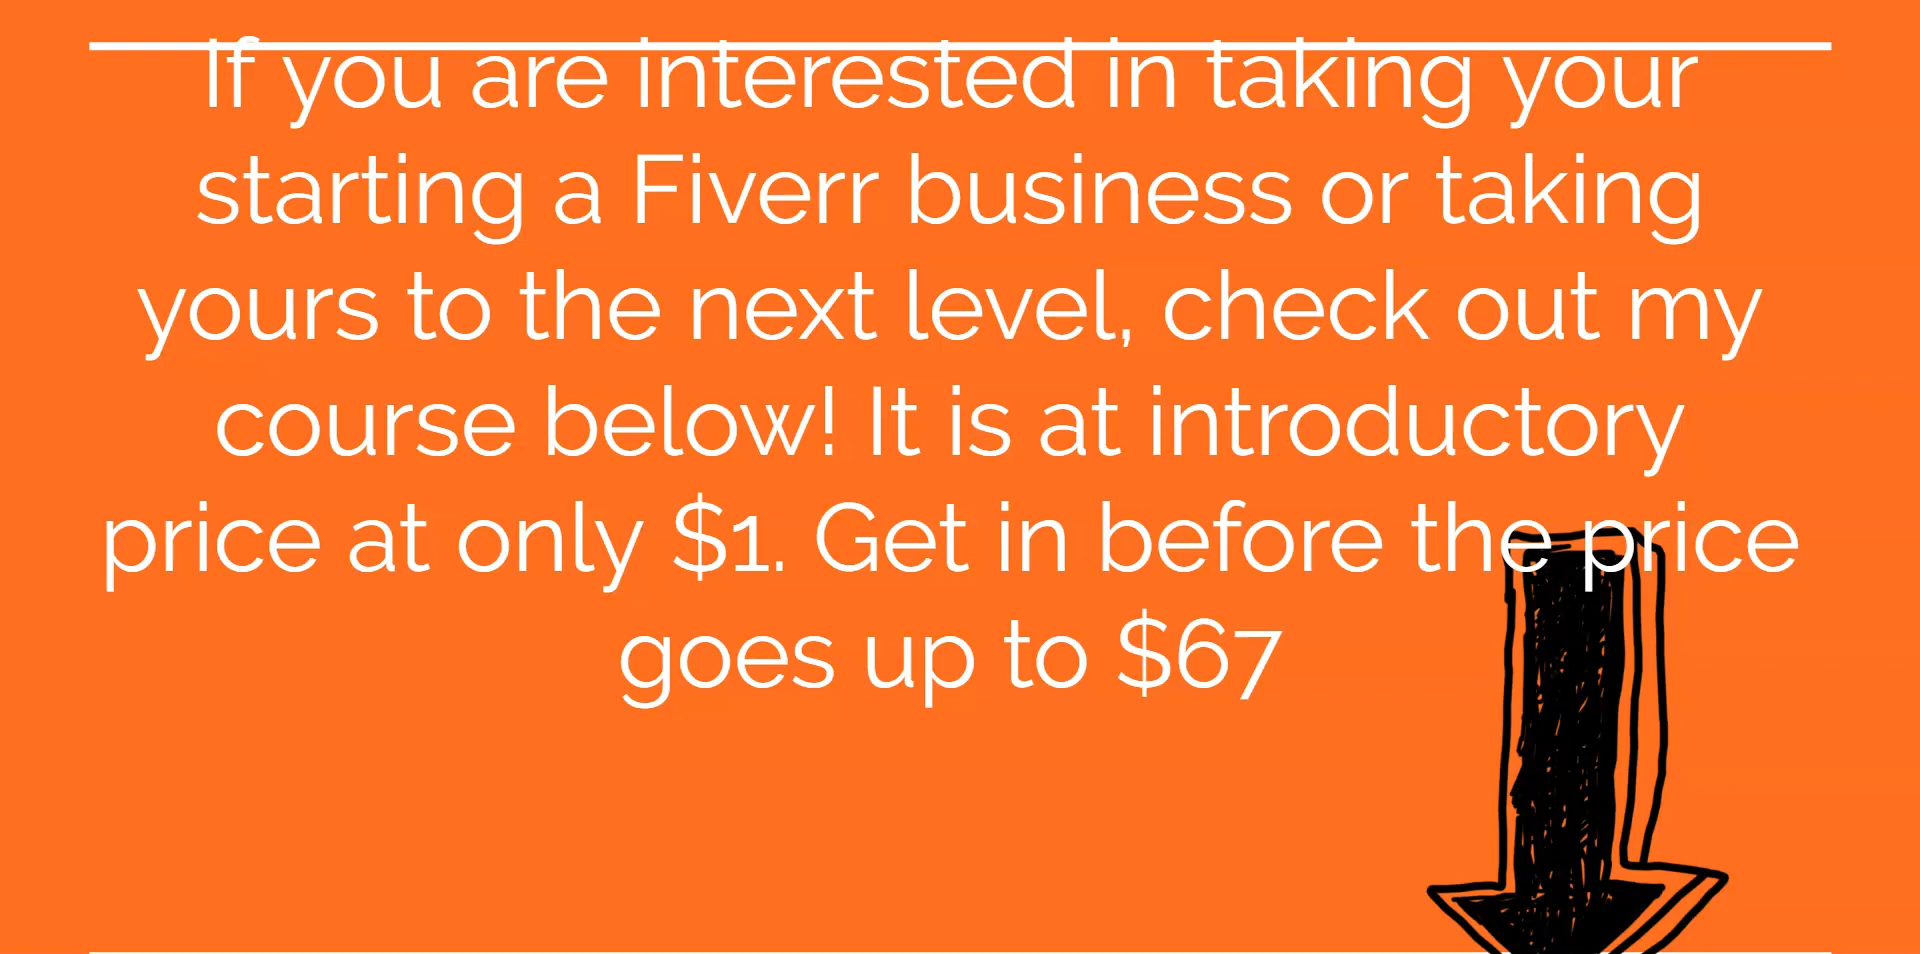 If you are interested in taking your
starting a Fiverr business or taking
yours to the next level, check out my
course below! It is at introductory
price at only $1. Get in before the price
goes up to $67